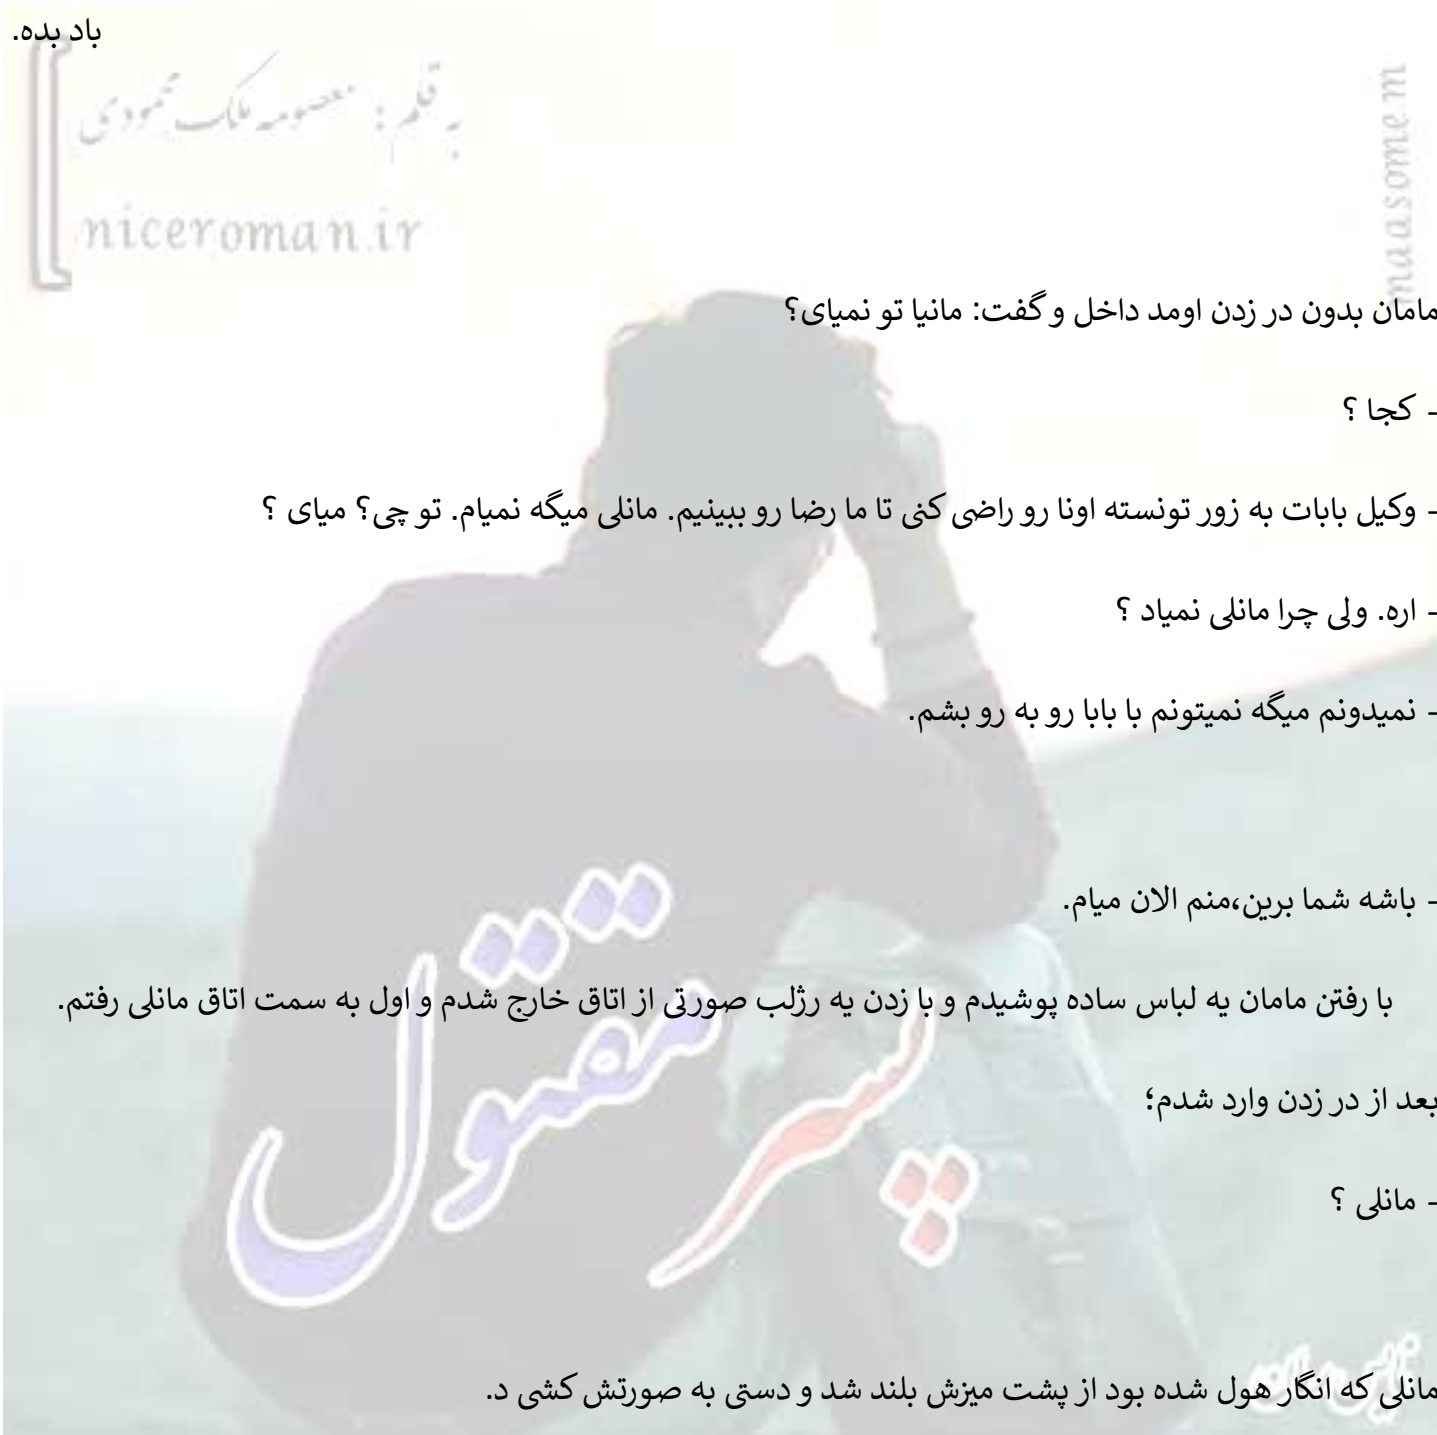 باد بده.
به قلم : معصومه ملک محمودی
niceroman.ir
maasome.m
مامان بدون در زدن اومد داخل و گفت: مانیا تو نمیای؟
- کجا ؟
- وکیل بابات به زور تونسته اونا رو راضی کنی تا ما رضا رو ببینیم. مانلی میگه نمیام. تو چی؟ میای ؟
- اره. ولی چرا مانلی نمیاد ؟
- نمیدونم میگه نمیتونم با بابا رو به رو بشم.
- باشه شما برین،منم الان میام.
با رفتن مامان یه لباس ساده پوشیدم و با زدن یه رژلب صورتی از اتاق خارج شدم و اول به سمت اتاق مانلی رفتم.
پسر مقتول
بعد از در زدن وارد شدم؛
- مانلی ؟
مانلی که انگار هول شده بود از پشت میزش بلند شد و دستی به صورتش کشی د.